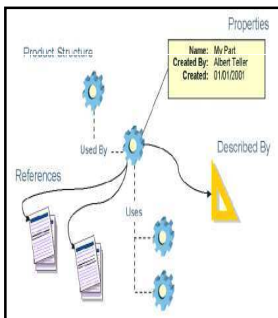 Properties
Name: My Part
Created By: Albert Teller
Created: 01/01/2001
Product Structure
Used By
Described By
References
Uses